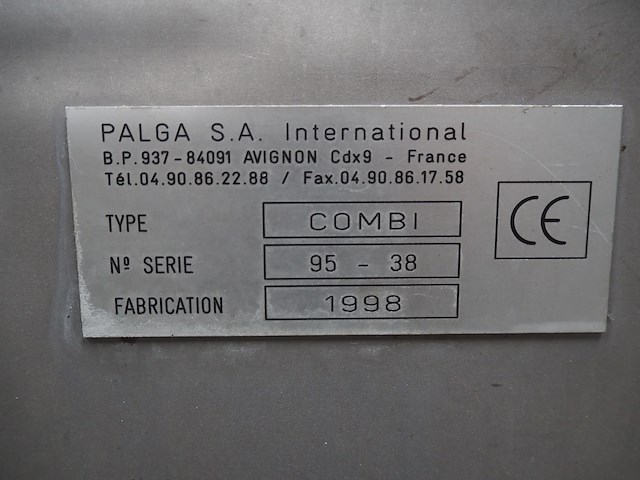 PALGA S.A. International
B.P. 937 - 84091 AVIGNON Cdx9 - France
Tél.04.90.86.22.88 / Fax.04.90.86.17.58
TYPE COMBI
Nº SERIE 95 - 38
FABRICATION 1998
CE